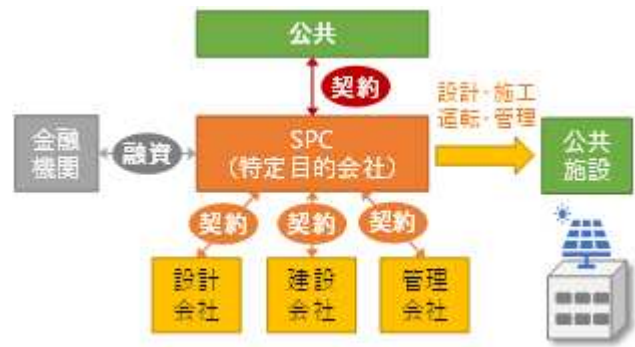 公共
契約
設計・施工
運転・管理
金融
機関
融資
SPC
（特定目的会社）
公共
施設
契約
契約
契約
設計
会社
建設
会社
管理
会社